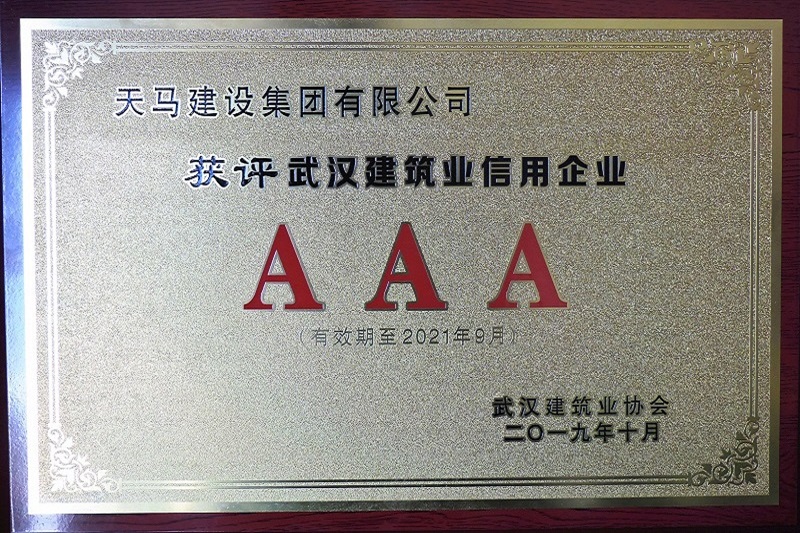 天马建设集团有限公司
获评武汉建筑业信用企业
AAA
(有效期至2021年9月)
武汉建筑业协会
二〇一九年十月